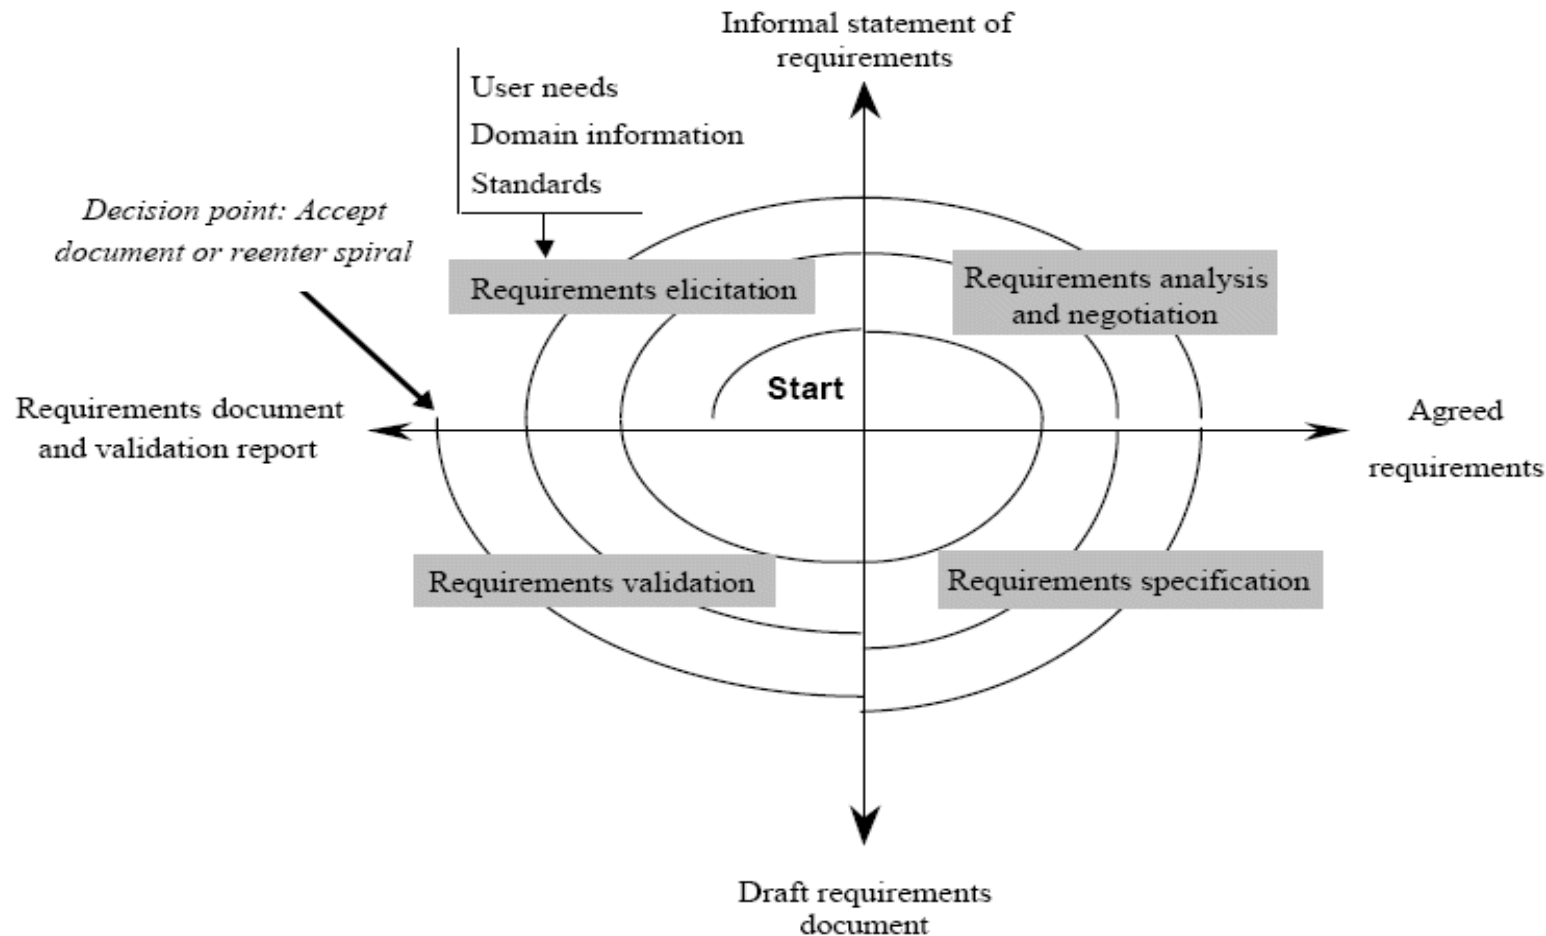 Informal statement of
requirements
User needs
Domain information
Standards
Decision point: Accept
document or reenter spiral
Requirements elicitation
Requirements analysis
and negotiation
Start
Requirements document
and validation report
Agreed
requirements
Requirements validation
Requirements specification
Draft requirements
document